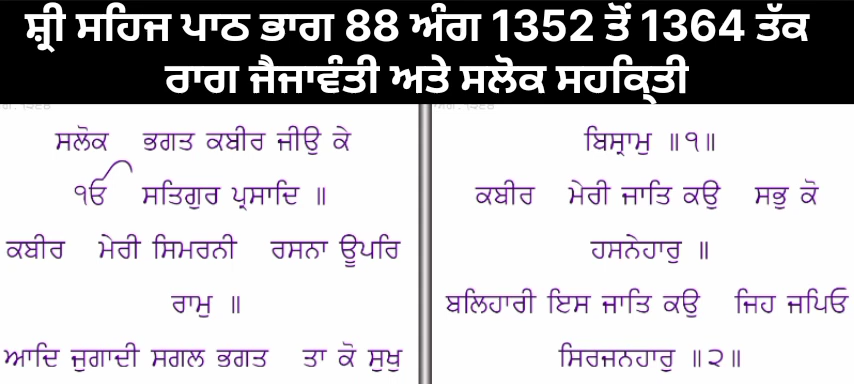 ਸ਼੍ਰੀ ਸਹਿਜ ਪਾਠ ਭਾਗ 88 ਅੰਗ 1352 ਤੋਂ 1364 ਤੱਕ
ਰਾਗ ਜੈਜਾਵੰਤੀ ਅਤੇ ਸਲੋਕ ਸਹਕ੍ਰਿਤੀ
ਸਲੋਕ ਭਗਤ ਕਬੀਰ ਜੀਉ ਕੇ
ੴ ਸਤਿਗੁਰ ਪ੍ਰਸਾਦਿ ॥
ਕਬੀਰ ਮੇਰੀ ਸਿਮਰਨੀ ਰਸਨਾ ਊਪਰਿ
ਰਾਮੁ ॥
ਆਦਿ ਜੁਗਾਦੀ ਸਗਲ ਭਗਤ ਤਾ ਕੋ ਸੁਖੁ
ਬਿਸ੍ਰਾਮੁ ॥੧॥
ਕਬੀਰ ਮੇਰੀ ਜਾਤਿ ਕਉ ਸਭੁ ਕੋ
ਹਸਨੇਹਾਰੁ ॥
ਬਲਿਹਾਰੀ ਇਸ ਜਾਤਿ ਕਉ ਜਿਹ ਜਪਿਓ
ਸਿਰਜਨਹਾਰੁ ॥੨॥